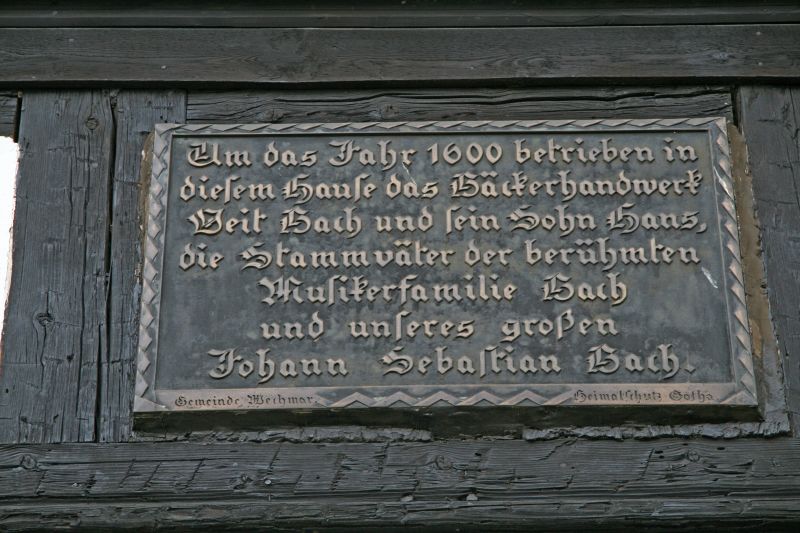 Um das Jahr 1600 betrieben in
diesem Hause das Bäckerhandwerk
Veit Bach und sein Sohn Hans,
die Stammväter der berühmten
Musikerfamilie Bach
und unseres großen
Johann Sebastian Bach.
Gemeinde Wechmar. Heimatschutz Gotha.